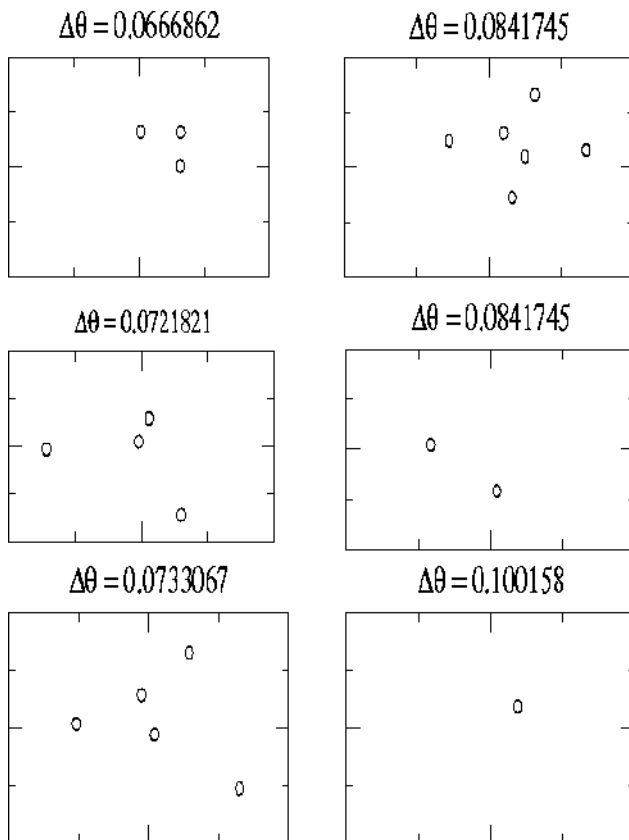 Δθ = 0.0666862
Δθ = 0.0841745
Δθ = 0.0721821
Δθ = 0.0841745
Δθ = 0.0733067
Δθ = 0.100158